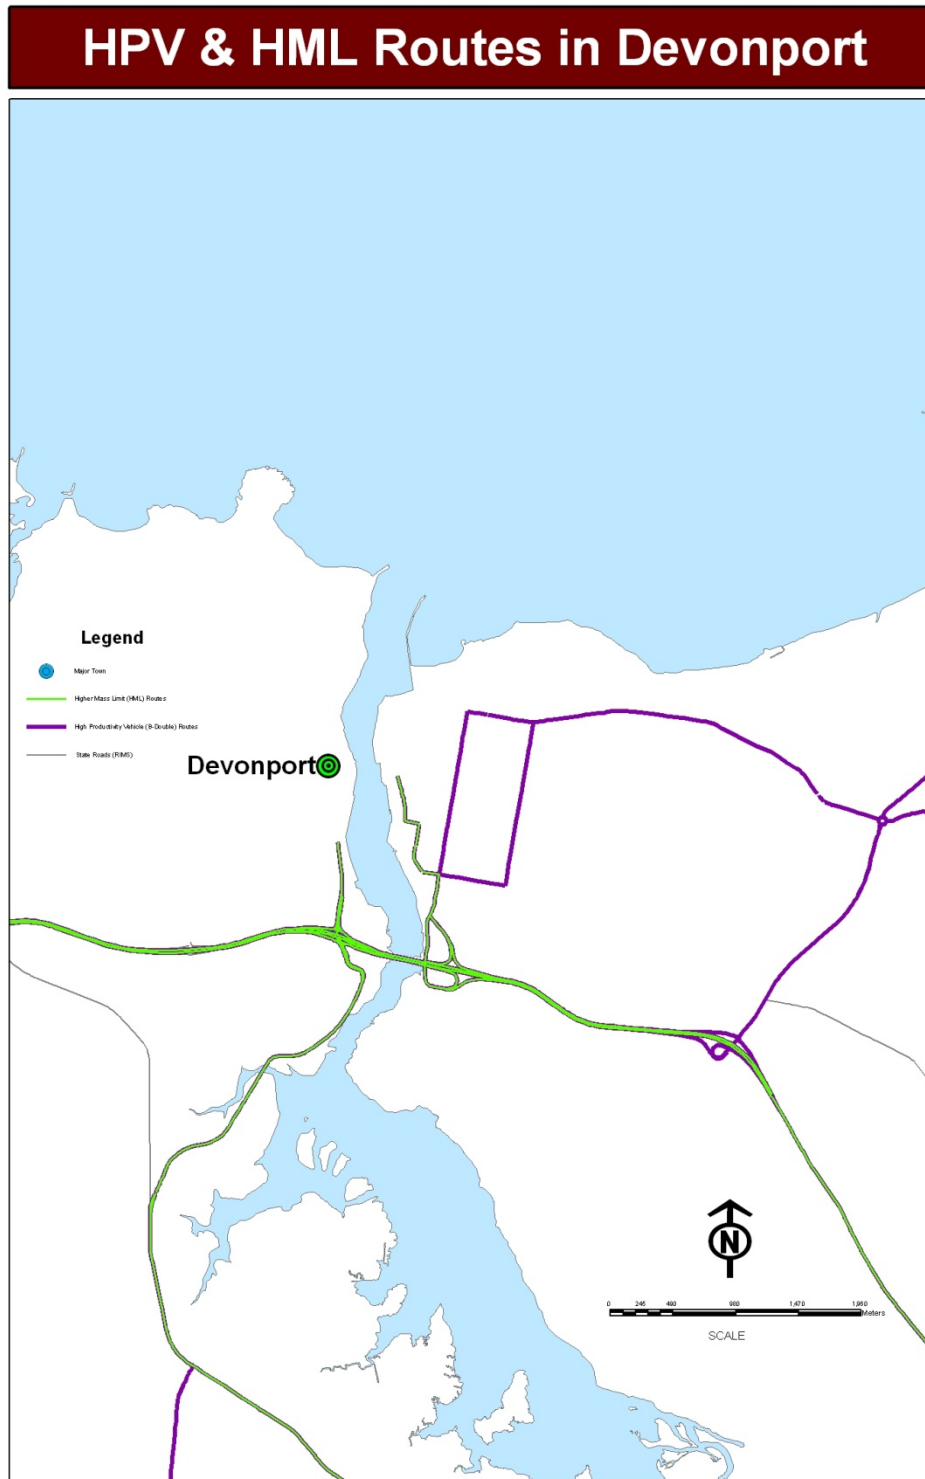 HPV & HML Routes in Devonport
Legend
Major Town
Higher Mass Limit (HML) Routes
High Productivity Vehicle (B-Double) Routes
State Roads (RIMS)
Devonport
N
0 245 490 980 1,470 1,960
Meters
SCALE